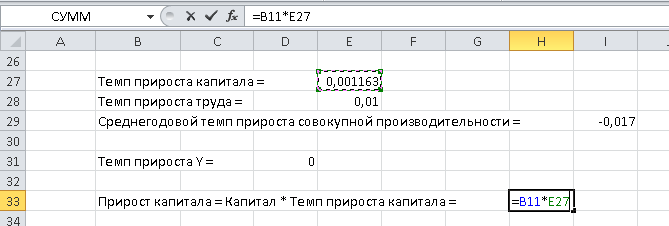 СУММ =B11*E27
A B C D E F G H I
26
27 Темп прироста капитала = 0,001163
28 Темп прироста труда = 0,01
29 Среднегодовой темп прироста совокупной производительности = -0,017
30
31 Темп прироста Y = 0
32
33 Прирост капитала = Капитал * Темп прироста капитала = =B11*E27
34